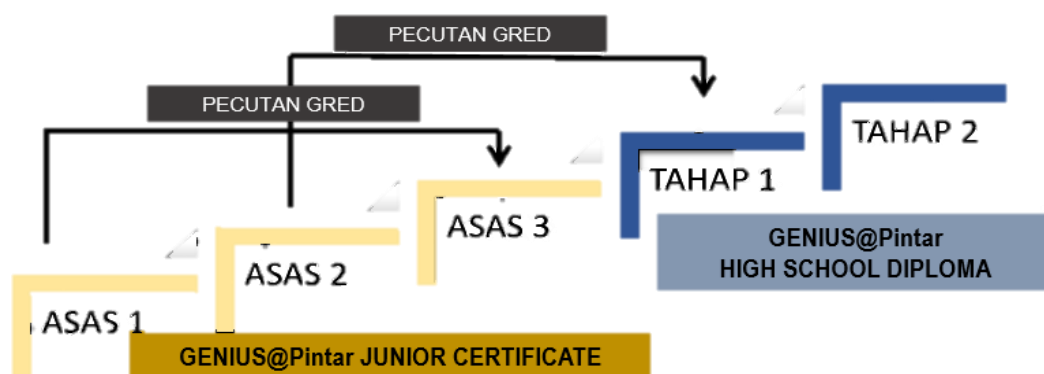 PECUTAN GRED
PECUTAN GRED
TAHAP 2
TAHAP 1
ASAS 3
ASAS 2
ASAS 1
GENIUS@Pintar
HIGH SCHOOL DIPLOMA
GENIUS@Pintar JUNIOR CERTIFICATE